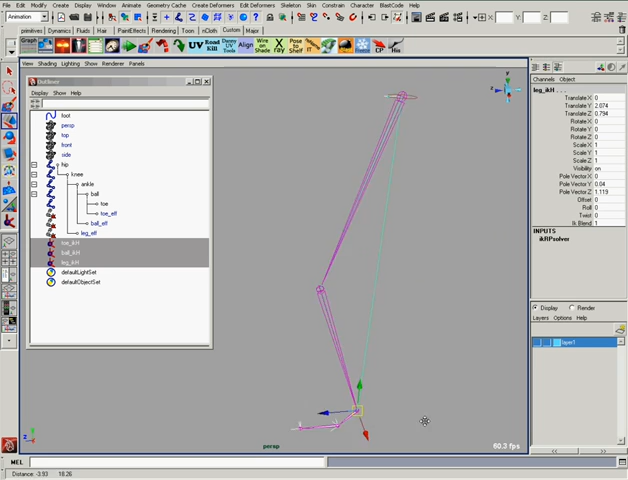 File Edit Modify Create Display Window Assets Animate Geometry Cache Create Deformers Edit Deformers Skeleton Skin Constrain Character Muscle BlastCode Help
Animation
primitives Dynamics Fluids Hair PaintEffects Rendering Toon Custom Muscle
View Shading Lighting Show Renderer Panels
Outliner
Display Show Help
foot
persp
top
front
side
hip
knee
ankle
ball
toe
toe_eff
ball_eff
leg_eff
toe_ikH
ball_ikH
leg_ikH
defaultLightSet
defaultObjectSet
persp
60.3 fps
Channels Object
leg_ikH . . .
Translate X 0
Translate Y 2.074
Translate Z 0.794
Rotate X 0
Rotate Y 0
Rotate Z 0
Scale X 1
Scale Y 1
Scale Z 1
Visibility on
Pole Vector X 0
Pole Vector Y 0.04
Pole Vector Z 1.119
Offset 0
Roll 0
Twist 0
Ik Blend 1
INPUTS
ikRPsolver
Display Render
Layers Options Help
layer1
MEL
Distance: -3.93 18.26